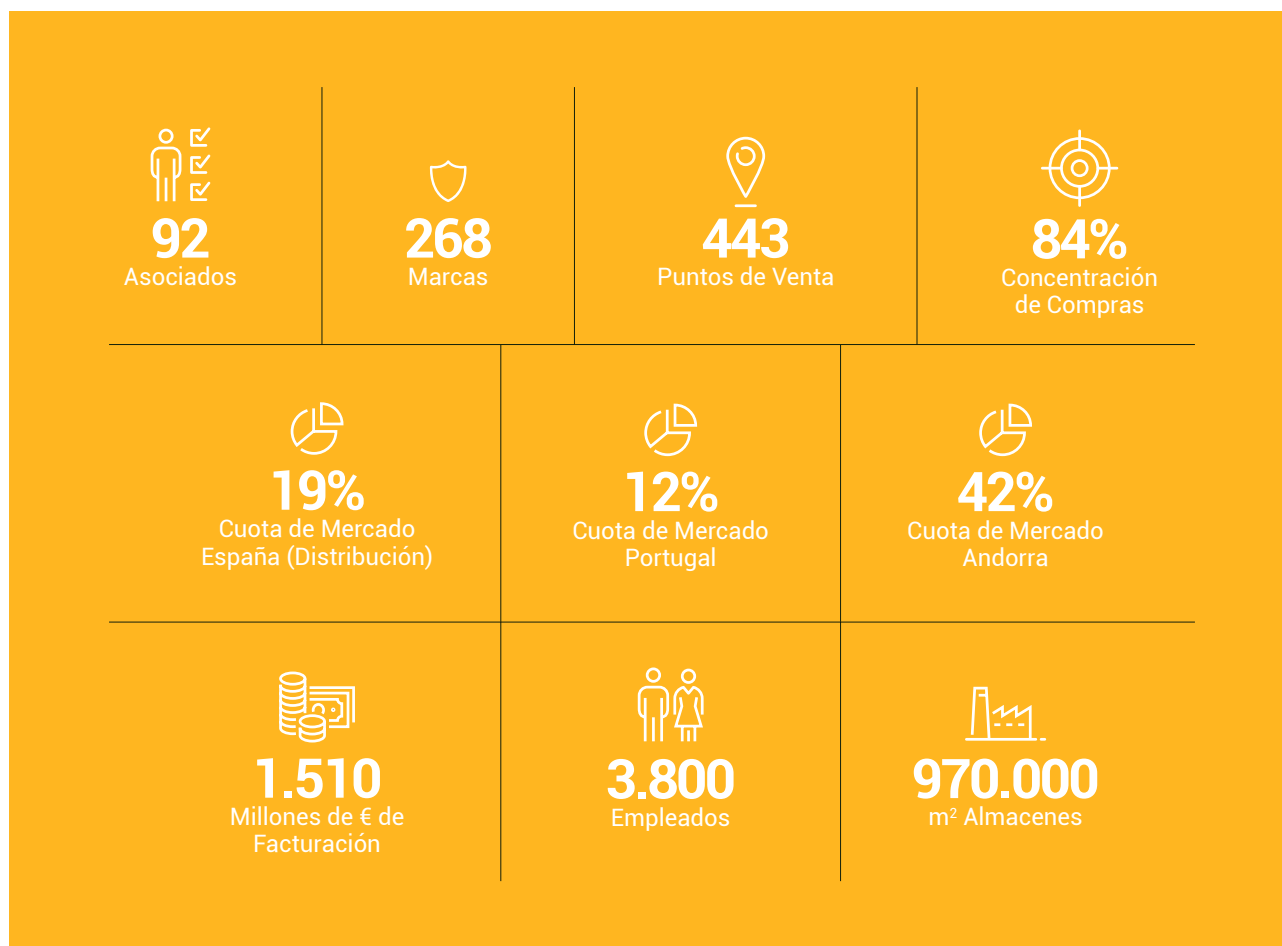 92
Asociados
268
Marcas
443
Puntos de Venta
84%
Concentración
de Compras
19%
Cuota de Mercado
España (Distribución)
12%
Cuota de Mercado
Portugal
42%
Cuota de Mercado
Andorra
1.510
Millones de € de
Facturación
3.800
Empleados
970.000
m² Almacenes